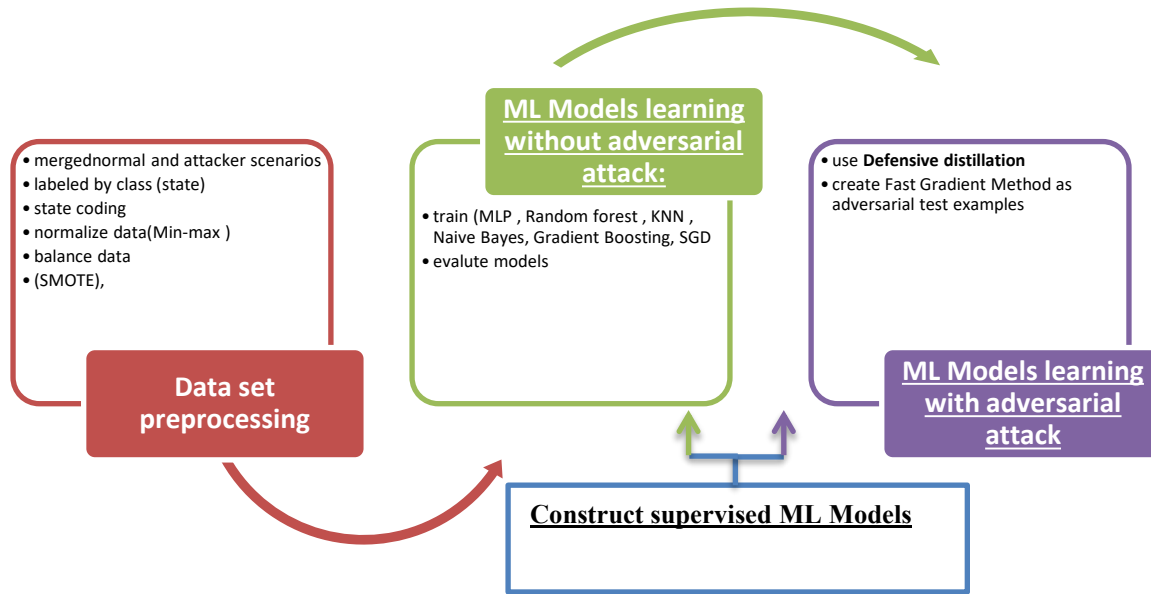 • mergednormal and attacker scenarios
• labeled by class (state)
• state coding
• normalize data(Min-max )
• balance data
• (SMOTE),
Data set
preprocessing
ML Models learning
without adversarial
attack:
• train (MLP , Random forest , KNN ,
Naive Bayes, Gradient Boosting, SGD
• evalute models
• use Defensive distillation
• create Fast Gradient Method as
adversarial test examples
ML Models learning
with adversarial
attack
Construct supervised ML Models